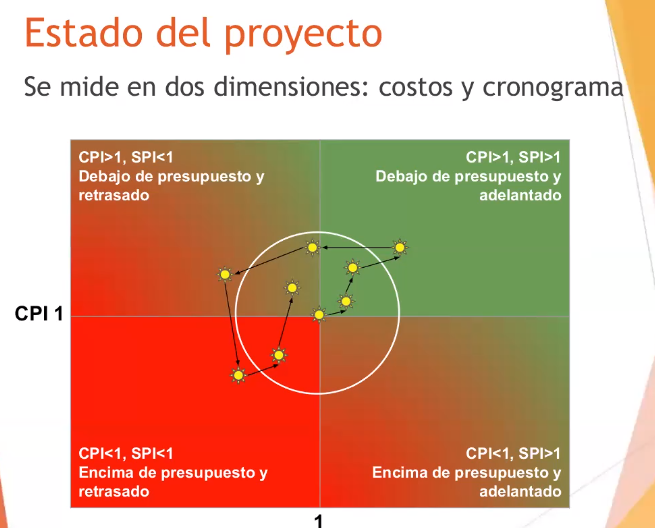 Estado del proyecto
Se mide en dos dimensiones: costos y cronograma
CPI>1, SPI<1
Debajo de presupuesto y
retrasado
CPI>1, SPI>1
Debajo de presupuesto y
adelantado
CPI 1
CPI<1, SPI<1
Encima de presupuesto y
retrasado
CPI<1, SPI>1
Encima de presupuesto y
adelantado
1